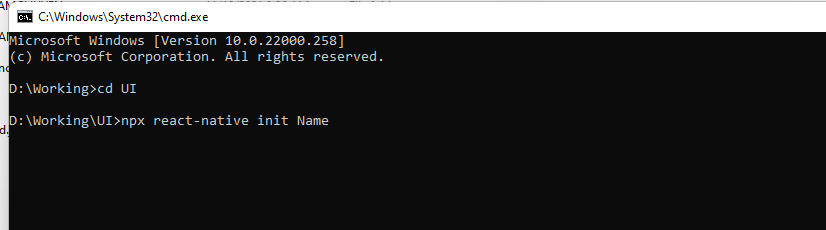 C:\Windows\System32\cmd.exe
Microsoft Windows [Version 10.0.22000.258]
(c) Microsoft Corporation. All rights reserved.
D:\Working>cd UI
D:\Working\UI>npx react-native init Name